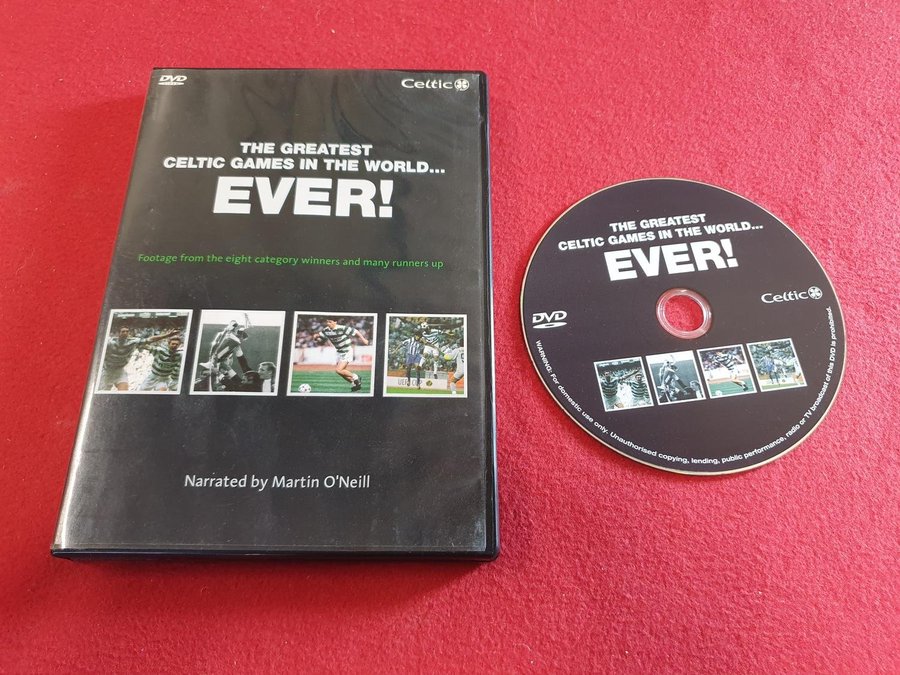 DVD
Celtic
THE GREATEST
CELTIC GAMES IN THE WORLD...
EVER!
Footage from the eight category winners and many runners up
UEFA CUP
Narrated by Martin O'Neill
THE GREATEST
CELTIC GAMES IN THE WORLD...
EVER!
Celtic
DVD
WARNING: For domestic use only. Unauthorised copying, lending, public performance, radio or TV broadcast of this DVD is prohibited.